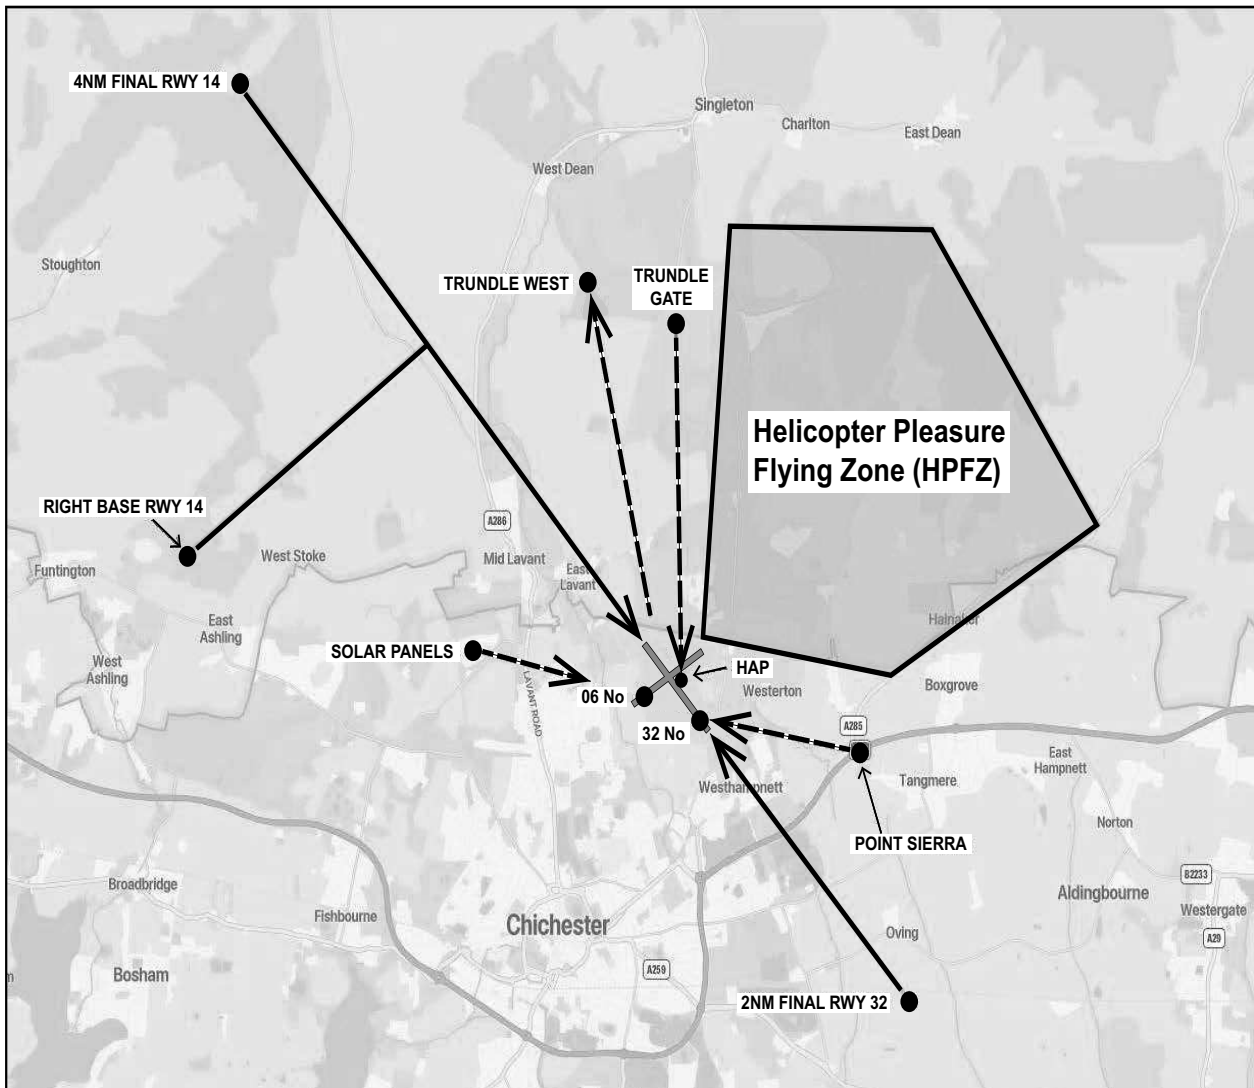 4NM FINAL RWY 14
Singleton
Charlton
East Dean
West Dean
Stoughton
TRUNDLE WEST
TRUNDLE
GATE
Helicopter Pleasure
Flying Zone (HPFZ)
RIGHT BASE RWY 14
A286
West Stoke
Mid Lavant
Funtington
East
Lavant
East
Ashling
Halnaker
SOLAR PANELS
West
Ashling
HAP
LAVANT ROAD
06 No
Westerton
Boxgrove
32 No
A285
East
Hampnett
Westhampnett
Tangmere
Norton
POINT SIERRA
Broadbridge
B2233
Aldingbourne
Fishbourne
Chichester
Westergate
Oving
A29
Bosham
A259
2NM FINAL RWY 32